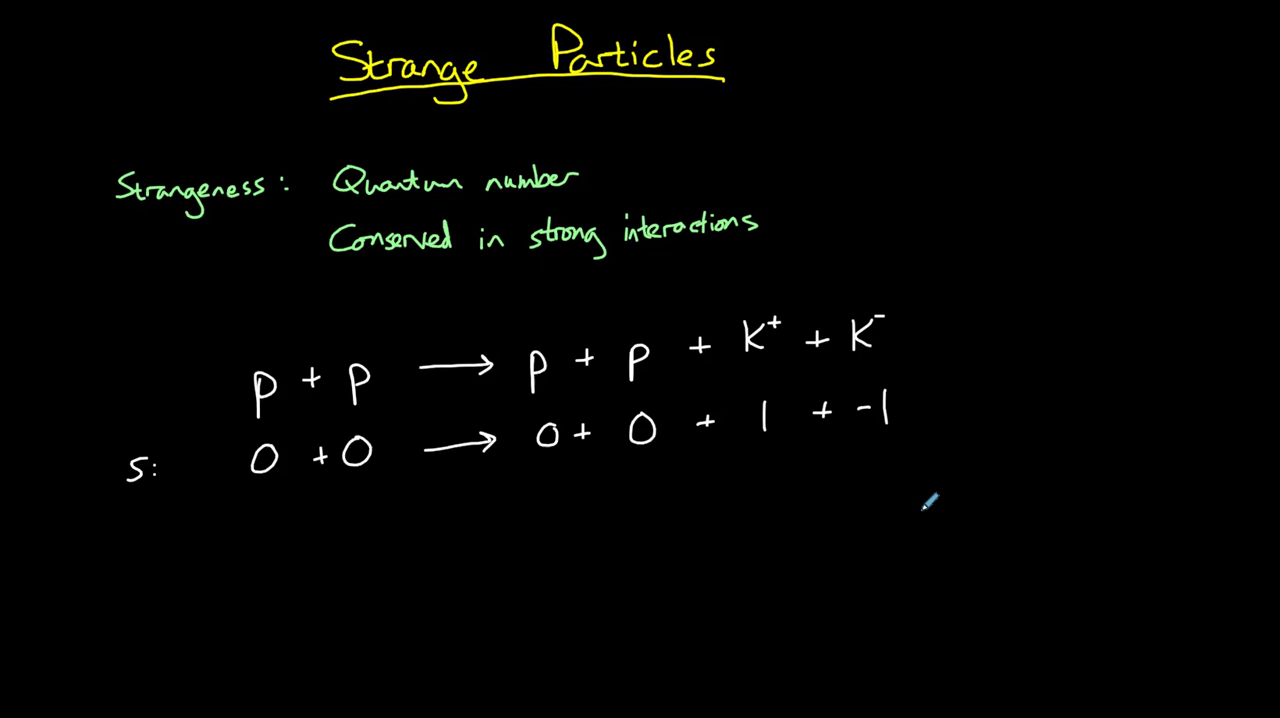 Strange Particles
Strangeness: Quantum number
Conserved in strong interactions
p + p → p + p + K⁺ + K⁻
S: 0 + 0 → 0 + 0 + 1 + -1